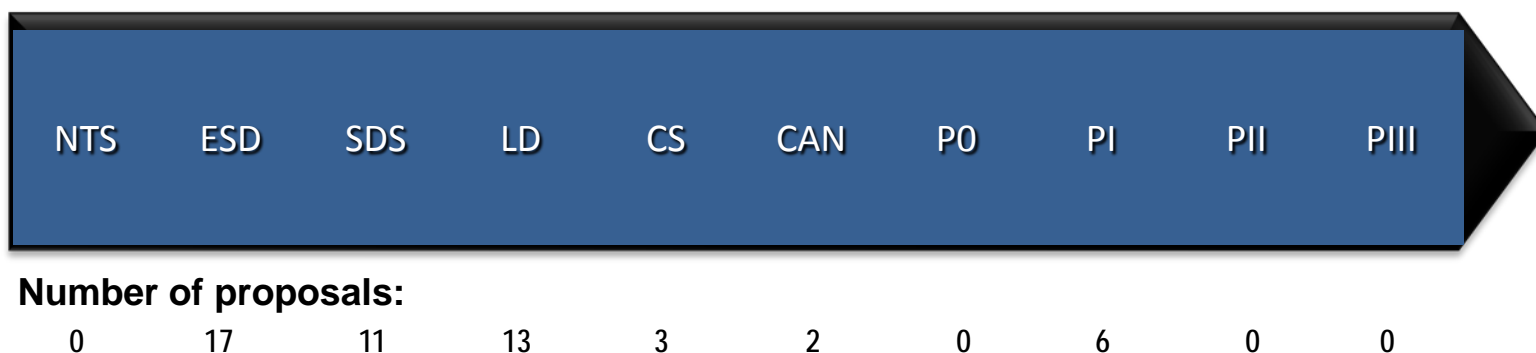 NTS ESD SDS LD CS CAN P0 PI PII PIII
Number of proposals:
0 17 11 13 3 2 0 6 0 0